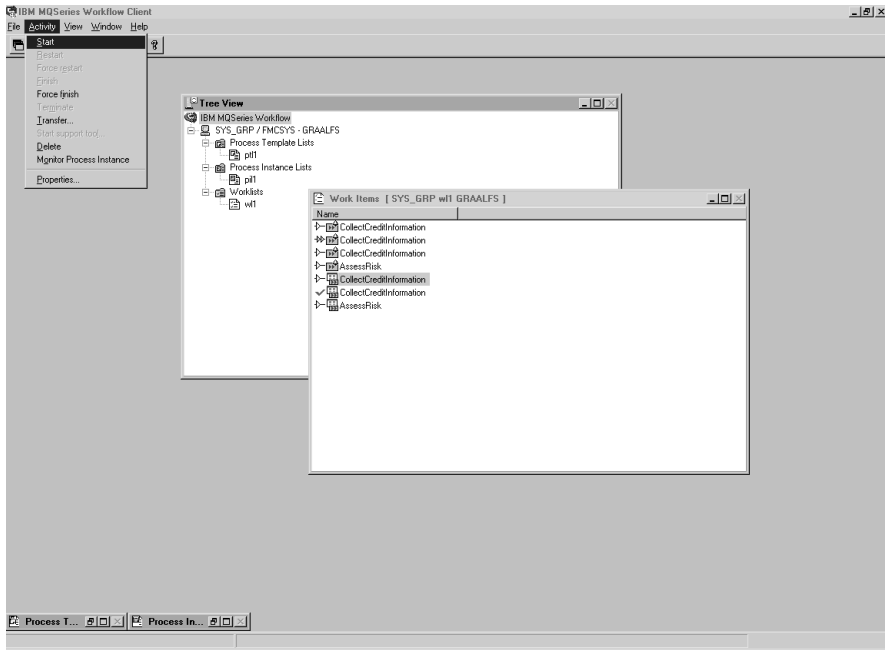 IBM MQSeries Workflow Client
File Activity View Window Help
Start
Restart
Force restart
Finish
Force finish
Terminate
Transfer...
Start support tool...
Delete
Monitor Process Instance
Properties...
Tree View
IBM MQSeries Workflow
SYS_GRP / FMCSYS - GRAALFS
Process Template Lists
ptl1
Process Instance Lists
pil1
Worklists
wl1
Work Items [ SYS_GRP wl1 GRAALFS ]
Name
CollectCreditInformation
CollectCreditInformation
CollectCreditInformation
AssessRisk
CollectCreditInformation
CollectCreditInformation
AssessRisk
Process T... Process In...